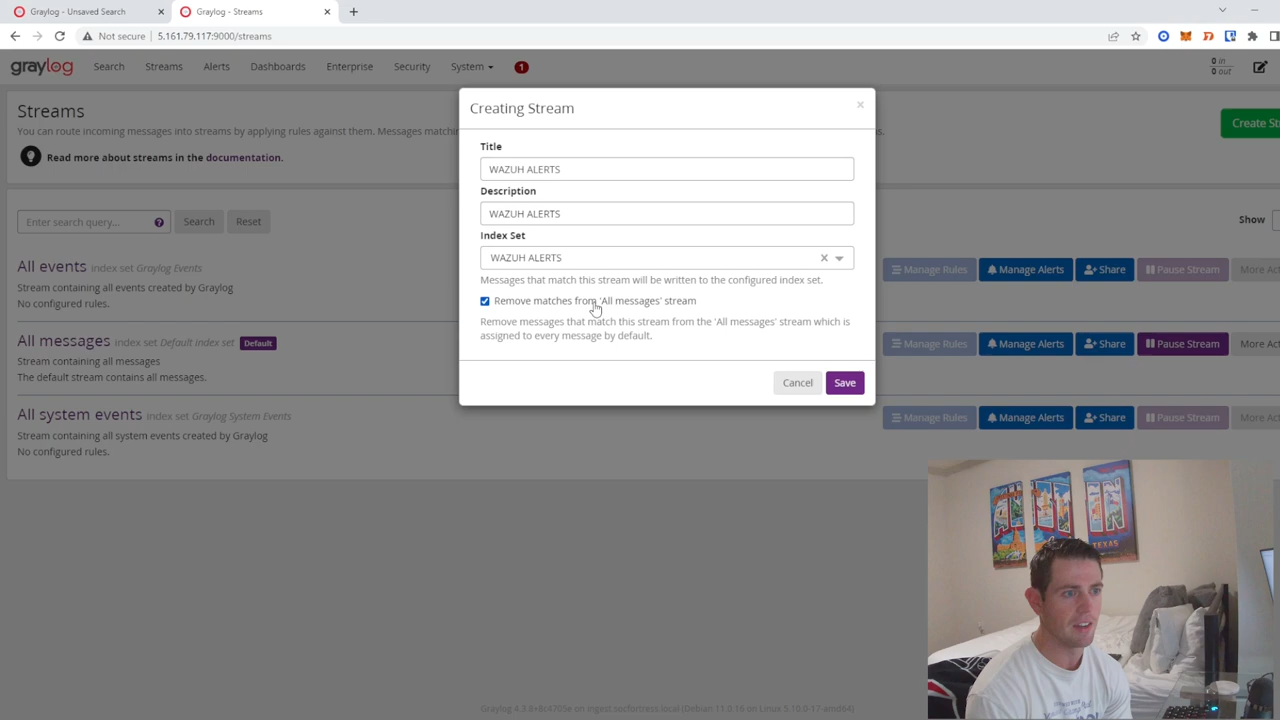 Graylog - Unsaved Search
Graylog - Streams
Not secure
5.161.79.117:9000/streams
graylog
Search
Streams
Alerts
Dashboards
Enterprise
Security
System
1
0 in
0 out
Streams
You can route incoming messages into streams by applying rules against them. Messages matchin
Read more about streams in the documentation.
Create St
Creating Stream
Title
WAZUH ALERTS
Description
WAZUH ALERTS
Index Set
WAZUH ALERTS
Messages that match this stream will be written to the configured index set.
Remove matches from 'All messages' stream
Remove messages that match this stream from the 'All messages' stream which is
assigned to every message by default.
Cancel
Save
Enter search query...
Search
Reset
Show
All events index set Graylog Events
Stream containing all events created by Graylog
No configured rules.
Manage Rules
Manage Alerts
Share
Pause Stream
More Act
All messages index set Default index set Default
Stream containing all messages
The default stream contains all messages.
Manage Rules
Manage Alerts
Share
Pause Stream
More Act
All system events index set Graylog System Events
Stream containing all system events created by Graylog
No configured rules.
Manage Rules
Manage Alerts
Share
Pause Stream
More Act
AUSTIN
TEXAS